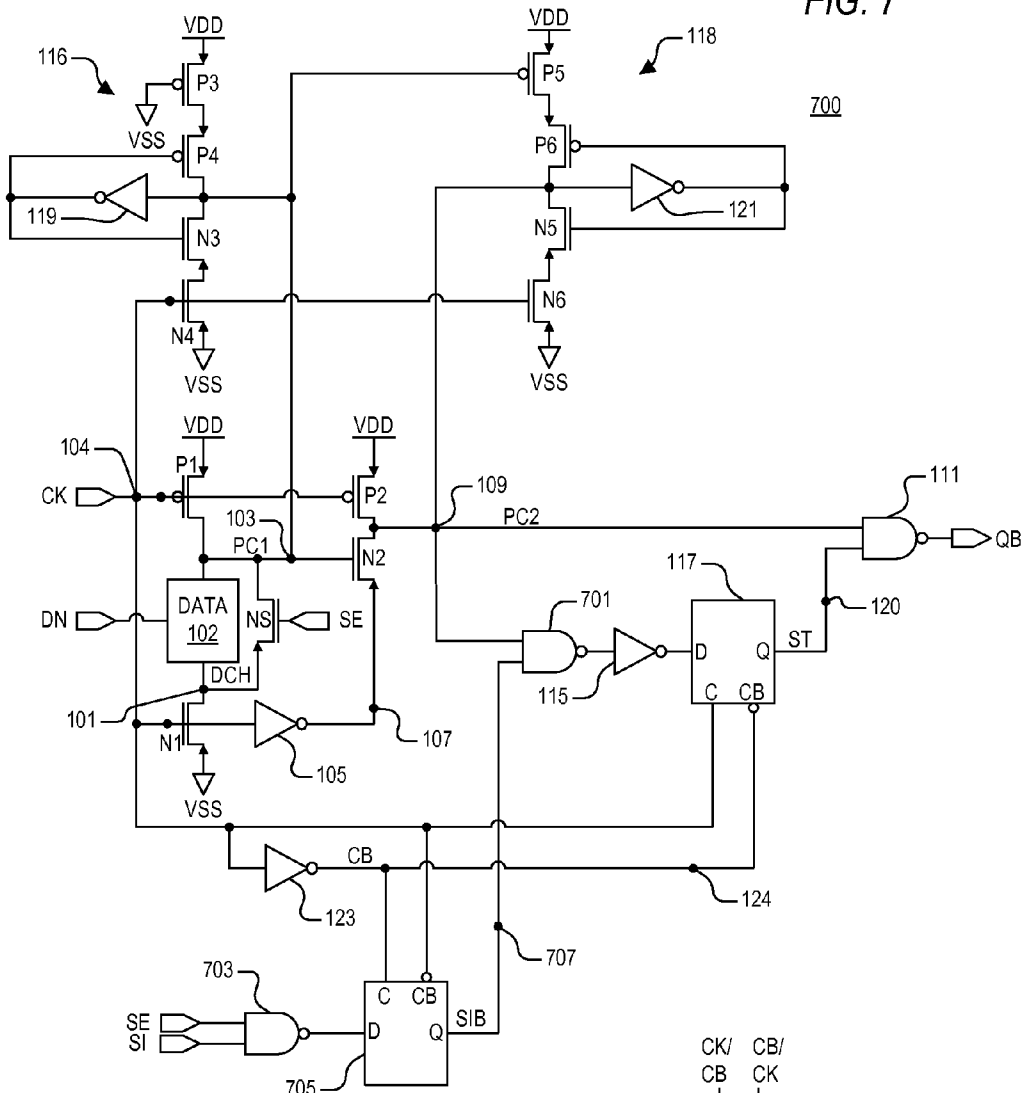 FIG. 7
VDD
VDD
116
118
P3
P5
700
VSS
P4
P6
119
121
N3
N5
N4
N6
VSS
VSS
VDD
VDD
104
P1
111
CK
P2
109
103
PC2
PC1
QB
N2
117
DATA
102
NS
701
120
DN
SE
D
Q
ST
DCH
115
C
CB
101
107
N1
105
VSS
CB
123
124
707
703
C
CB
SE
D
Q
SIB
SI
705
CK/
CB/
CB
CK